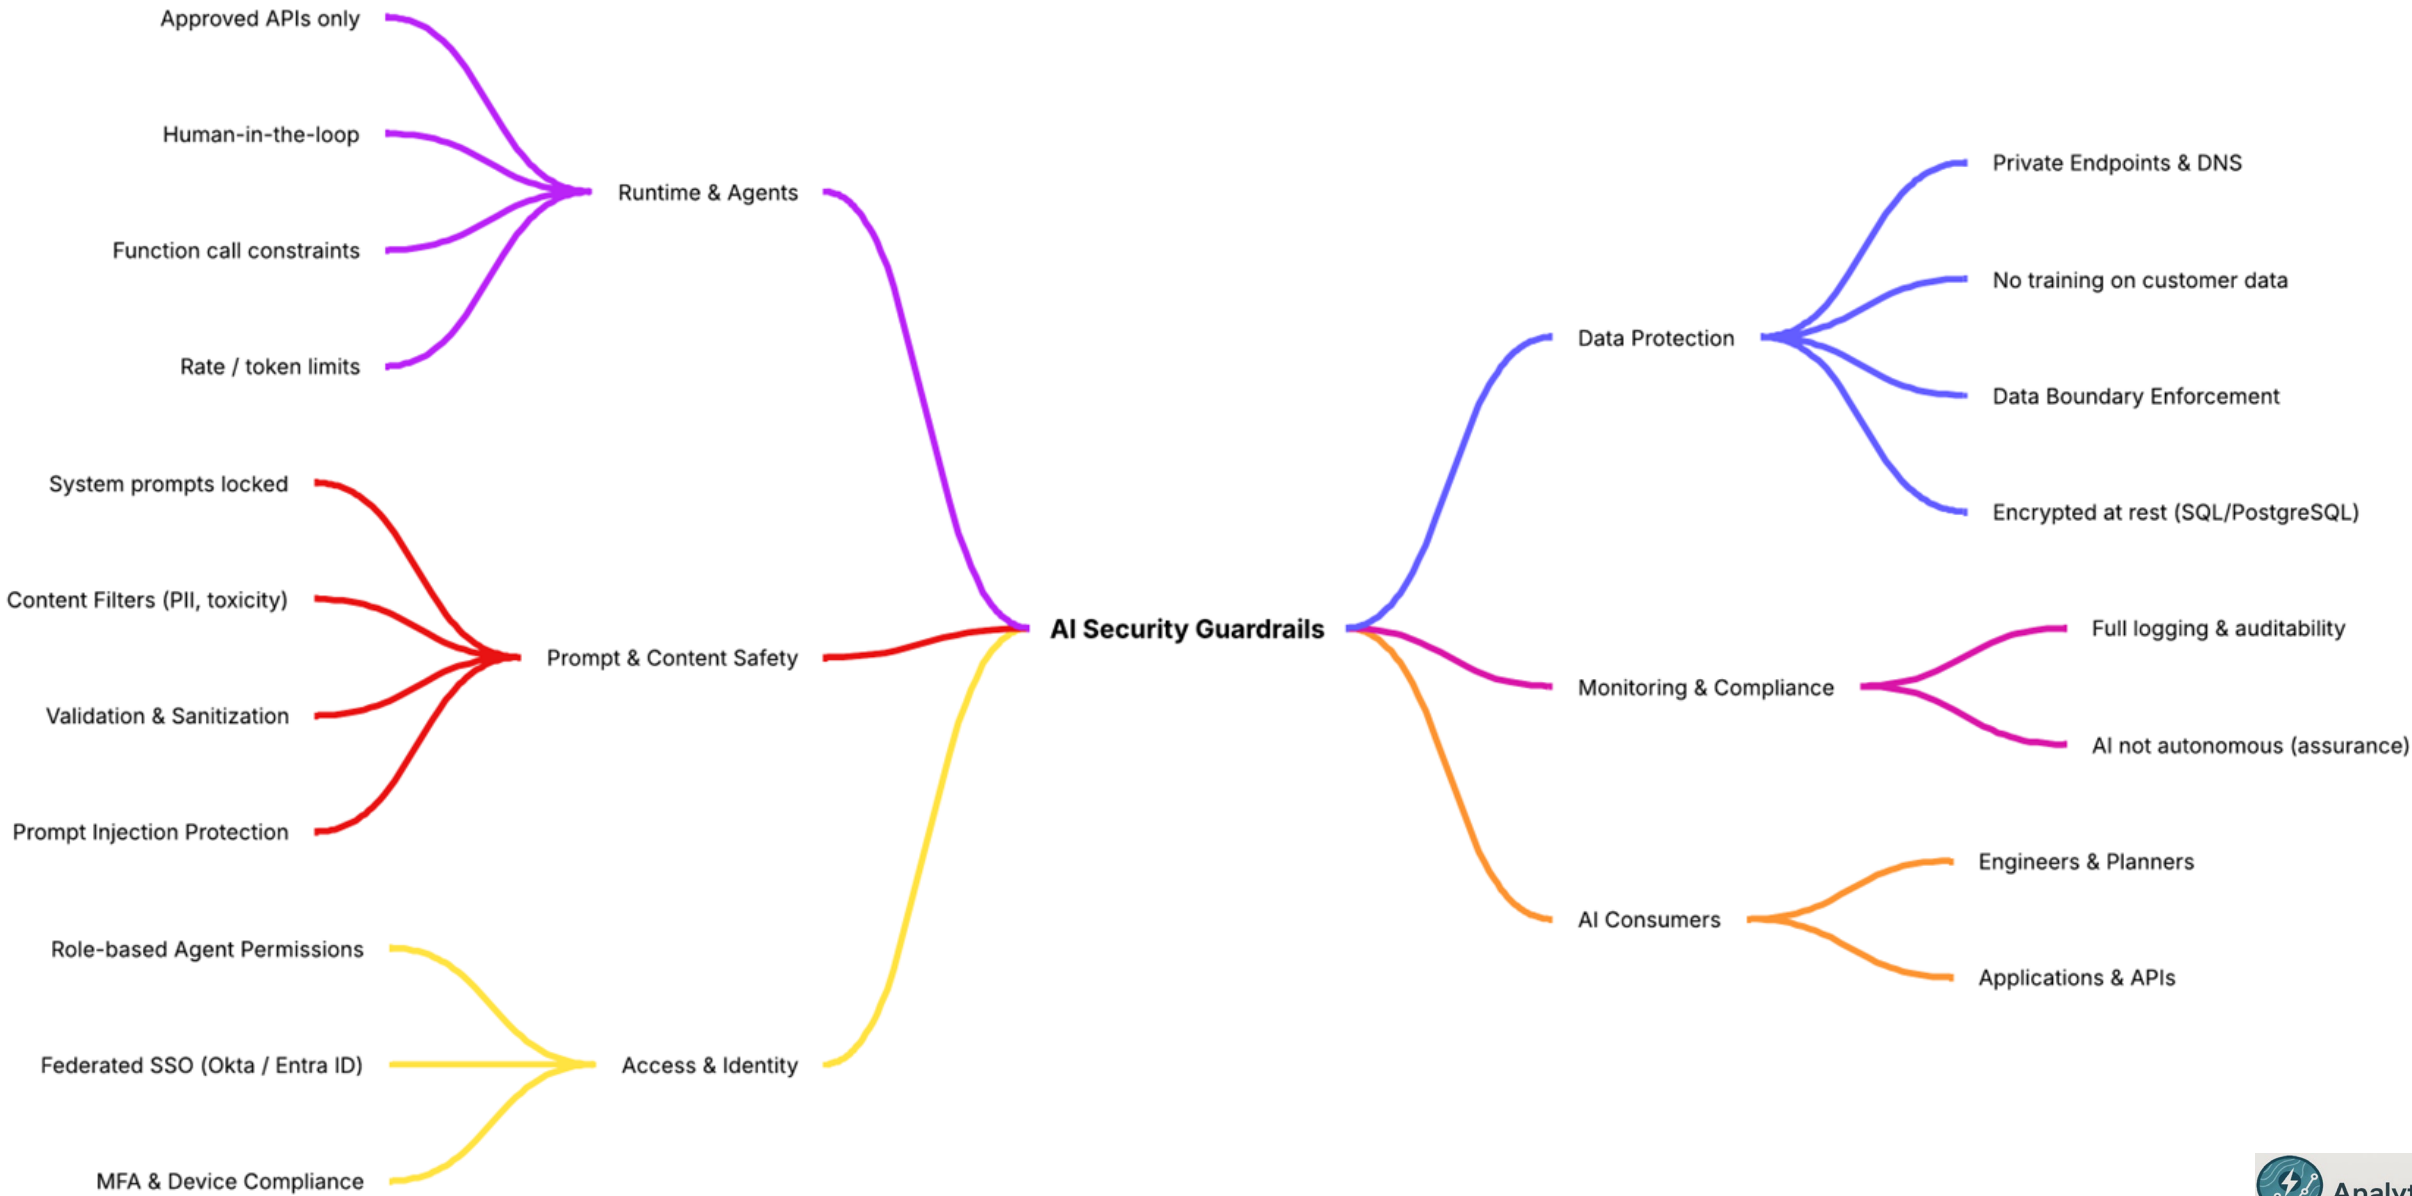 Approved APIs only
Human-in-the-loop
Function call constraints
Rate / token limits
Runtime & Agents
System prompts locked
Content Filters (PII, toxicity)
Validation & Sanitization
Prompt Injection Protection
Prompt & Content Safety
Role-based Agent Permissions
Federated SSO (Okta / Entra ID)
MFA & Device Compliance
Access & Identity
AI Security Guardrails
Data Protection
Private Endpoints & DNS
No training on customer data
Data Boundary Enforcement
Encrypted at rest (SQL/PostgreSQL)
Monitoring & Compliance
Full logging & auditability
AI not autonomous (assurance)
AI Consumers
Engineers & Planners
Applications & APIs